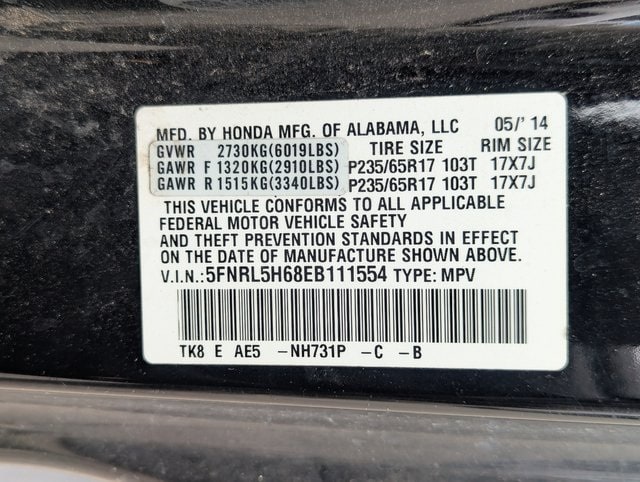 MFD. BY HONDA MFG. OF ALABAMA, LLC 05/'14
GVWR 2730KG(6019LBS) TIRE SIZE RIM SIZE
GAWR F 1320KG(2910LBS) P235/65R17 103T 17X7J
GAWR R 1515KG(3340LBS) P235/65R17 103T 17X7J
THIS VEHICLE CONFORMS TO ALL APPLICABLE
FEDERAL MOTOR VEHICLE SAFETY
AND THEFT PREVENTION STANDARDS IN EFFECT
ON THE DATE OF MANUFACTURE SHOWN ABOVE.
V.I.N.:5FNRL5H68EB111554 TYPE: MPV
TK8 E AE5 -NH731P -C -B